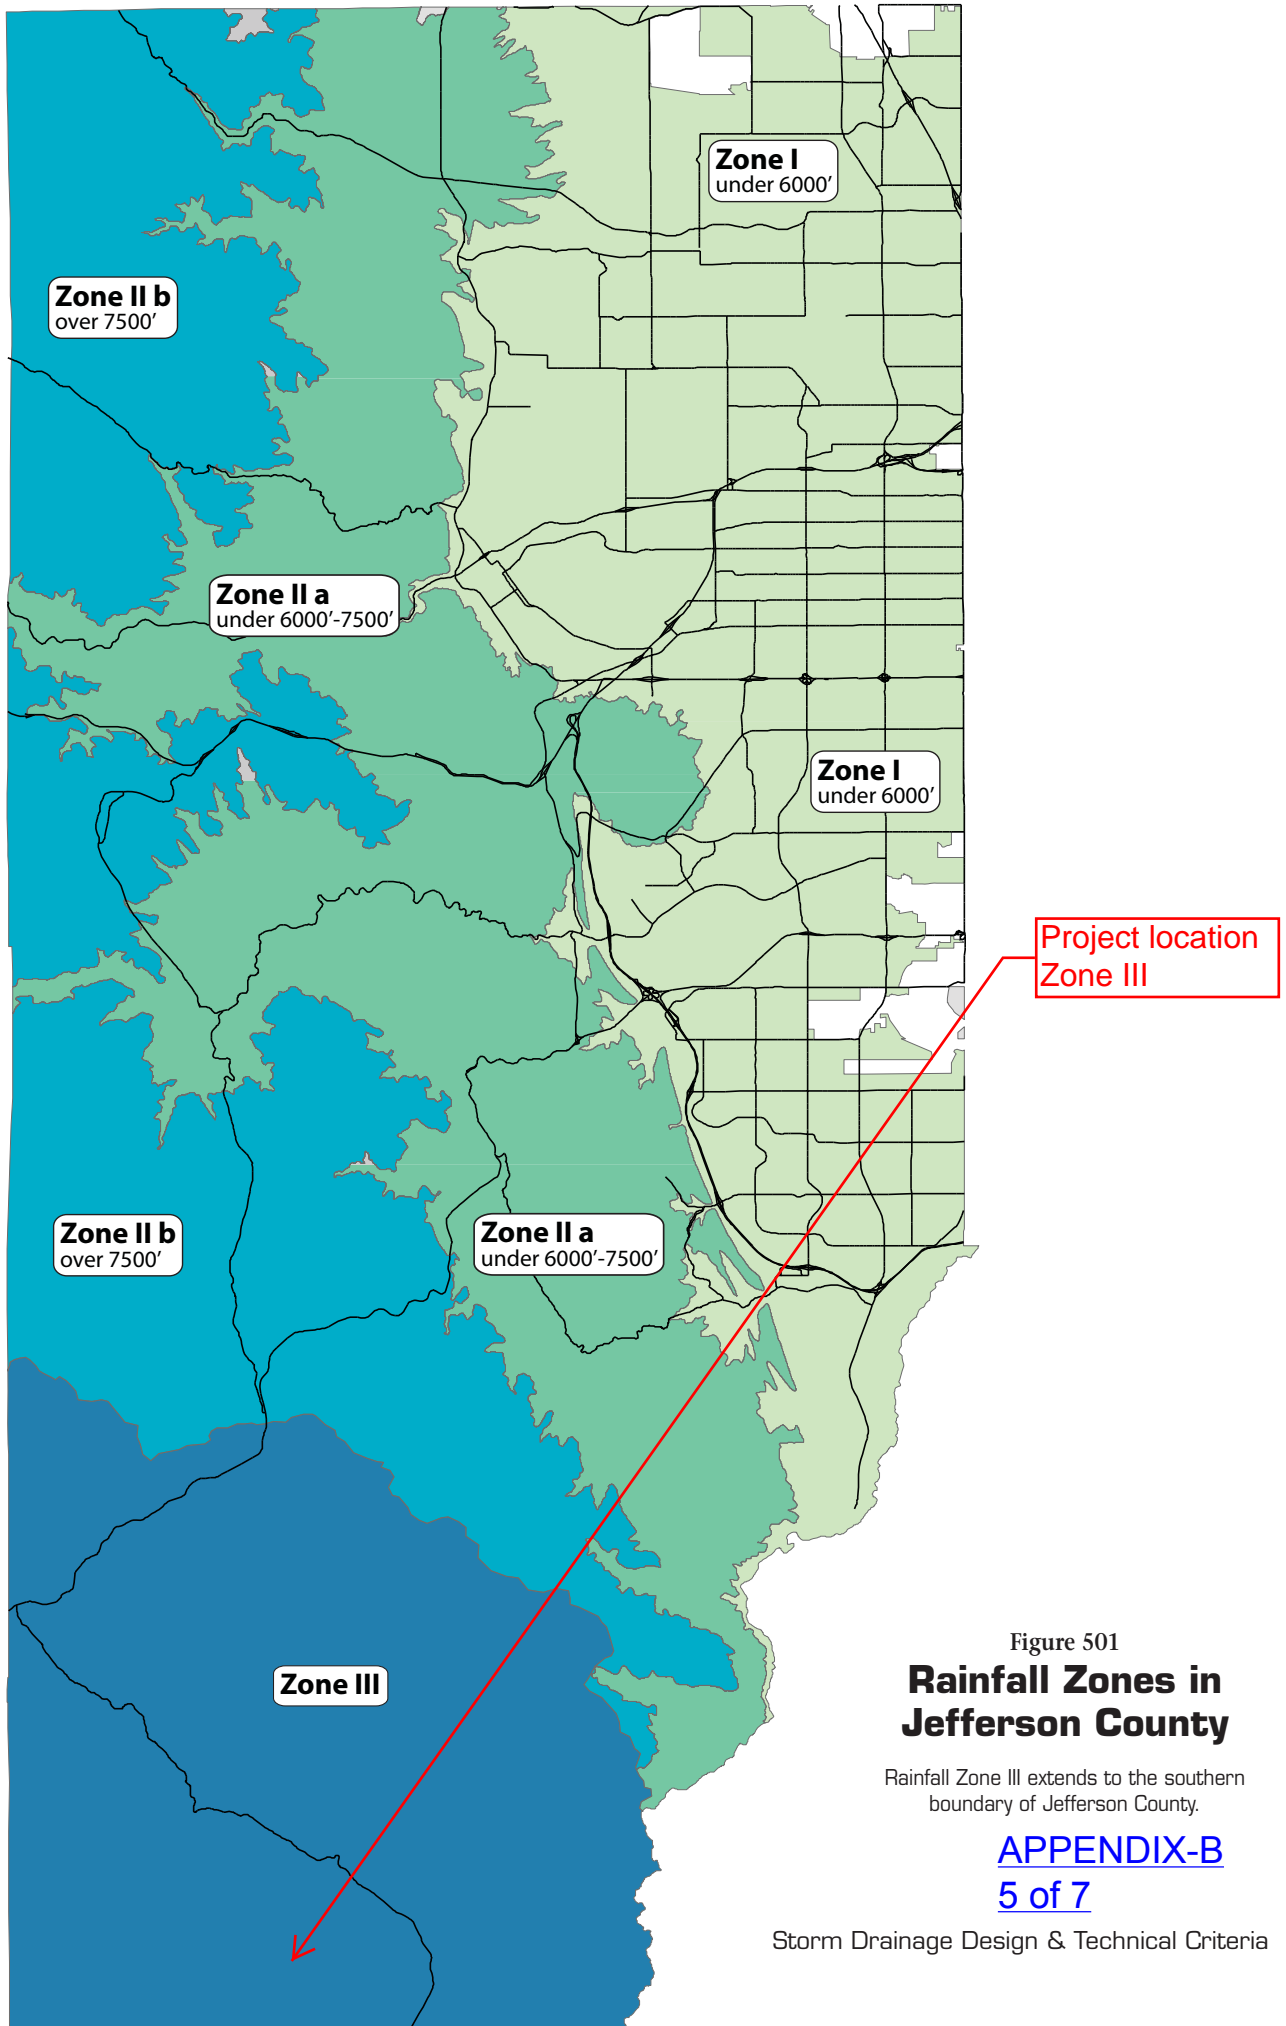 Zone I
under 6000'
Zone II b
over 7500'
Zone II a
under 6000'-7500'
Zone I
under 6000'
Project location
Zone III
Zone II b
over 7500'
Zone II a
under 6000'-7500'
Zone III
Figure 501
Rainfall Zones in
Jefferson County
Rainfall Zone III extends to the southern
boundary of Jefferson County.
APPENDIX-B
5 of 7
Storm Drainage Design & Technical Criteria